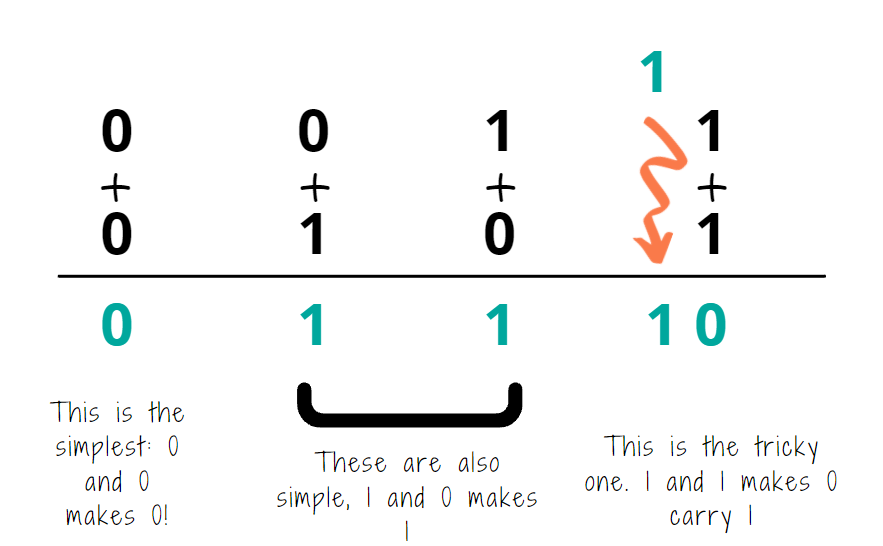 1
0 0 1 1
+ + + +
0 1 0 1
0 1 1 1 0
This is the
simplest: 0
and 0
makes 0!
These are also
simple, 1 and 0 makes
1
This is the tricky
one. 1 and 1 makes 0
carry 1